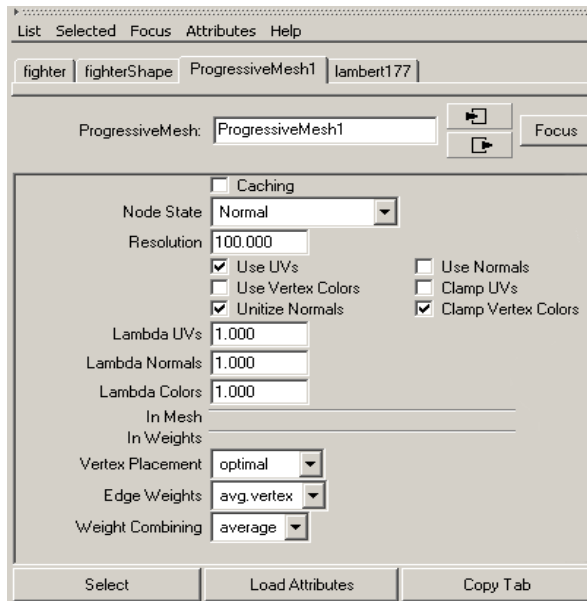 List Selected Focus Attributes Help
fighter fighterShape ProgressiveMesh1 lambert177
ProgressiveMesh: ProgressiveMesh1 Focus
Caching
Node State Normal
Resolution 100.000
Use UVs Use Normals
Use Vertex Colors Clamp UVs
Unitize Normals Clamp Vertex Colors
Lambda UVs 1.000
Lambda Normals 1.000
Lambda Colors 1.000
In Mesh
In Weights
Vertex Placement optimal
Edge Weights avg.vertex
Weight Combining average
Select Load Attributes Copy Tab